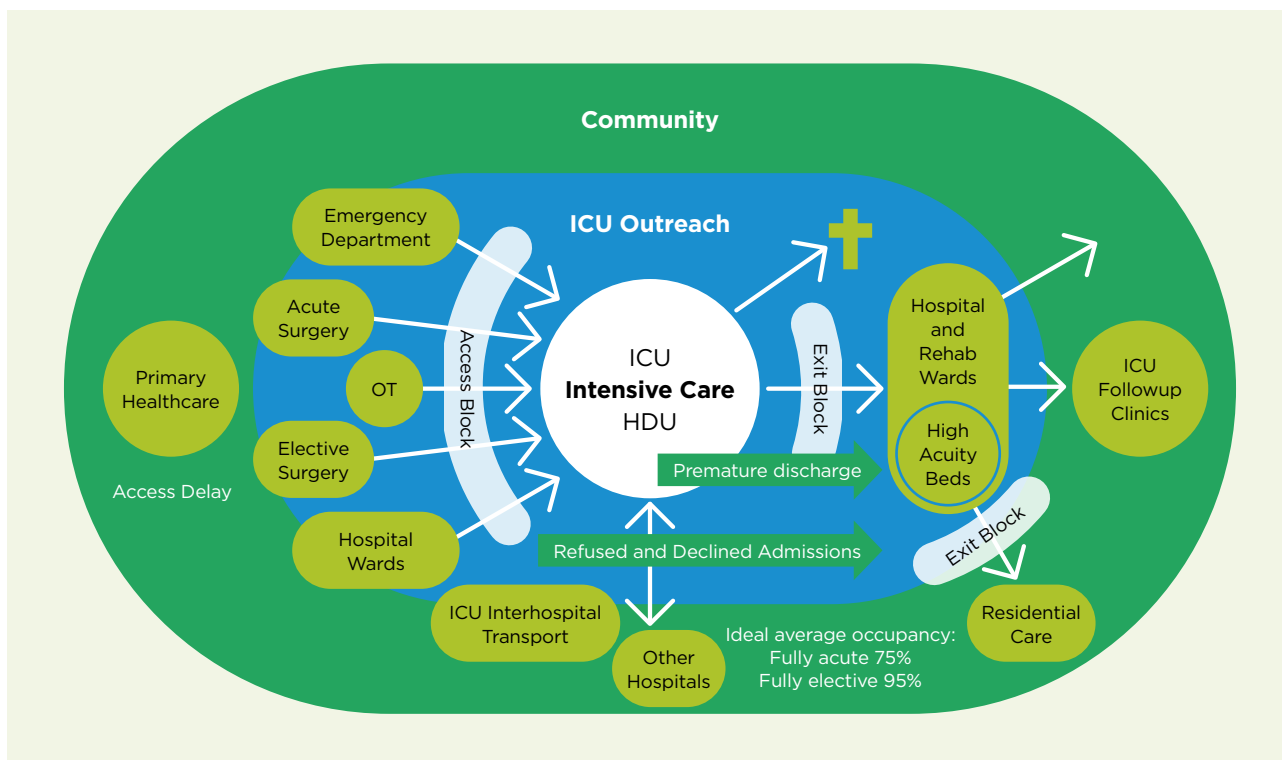 Community
ICU Outreach
Emergency
Department
Acute
Surgery
Primary
Healthcare
OT
Elective
Surgery
Access Delay
Hospital
Wards
Access Block
ICU
Intensive Care
HDU
Exit Block
Hospital
and
Rehab
Wards
High
Acuity
Beds
ICU
Followup
Clinics
Premature discharge
Refused and Declined Admissions
Exit Block
ICU Interhospital
Transport
Other
Hospitals
Ideal average occupancy:
Fully acute 75%
Fully elective 95%
Residential
Care